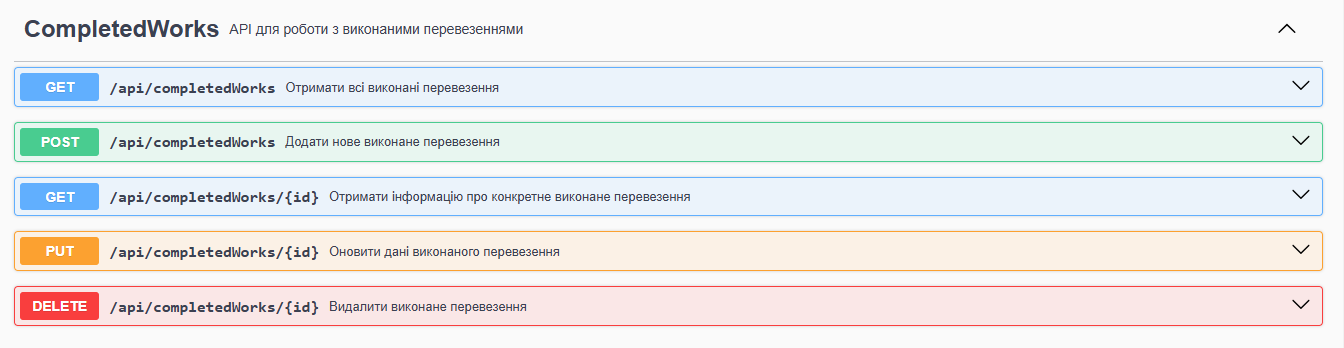 CompletedWorks API для роботи з виконаними перевезеннями
GET /api/completedWorks Отримати всі виконані перевезення
POST /api/completedWorks Додати нове виконане перевезення
GET /api/completedWorks/{id} Отримати інформацію про конкретне виконане перевезення
PUT /api/completedWorks/{id} Оновити дані виконаного перевезення
DELETE /api/completedWorks/{id} Видалити виконане перевезення